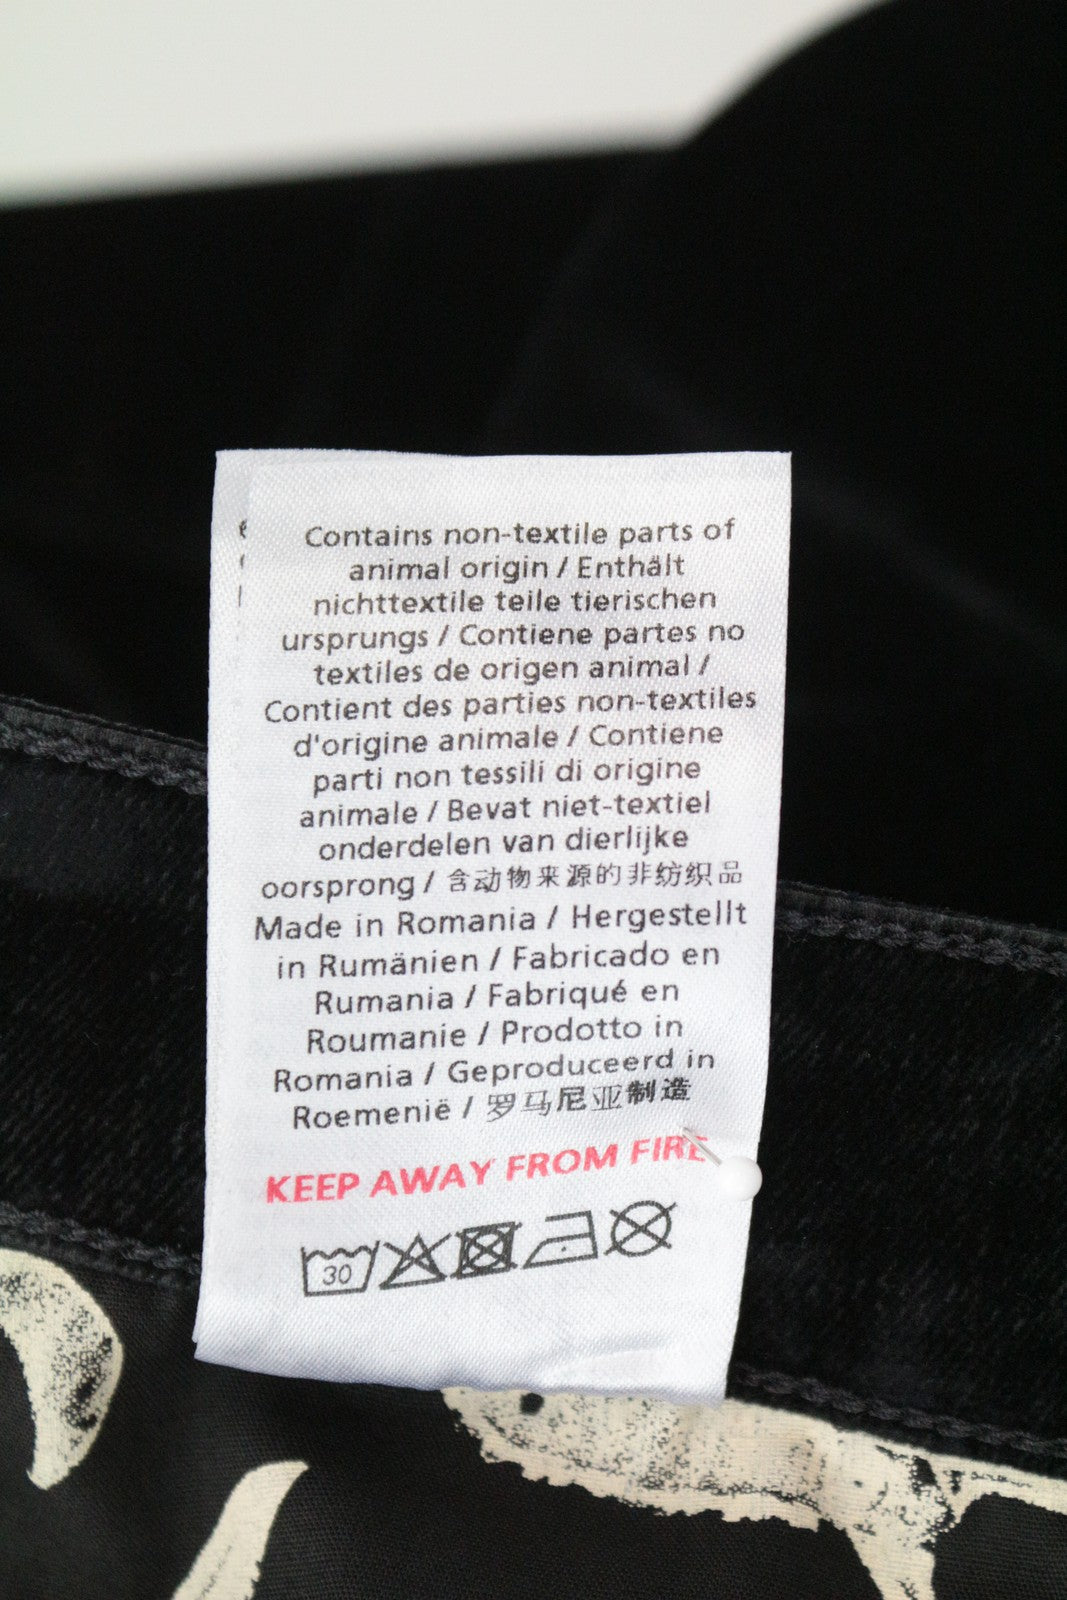 Contains non-textile parts of
animal origin / Enthält
nichttextile teile tierischen
ursprungs / Contiene partes no
textiles de origen animal /
Contient des parties non-textiles
d'origine animale / Contiene
parti non tessili di origine
animale / Bevat niet-textiel
onderdelen van dierlijke
oorsprong / 含动物来源的非纺织品
Made in Romania / Hergestellt
in Rumänien / Fabricado en
Rumania / Fabriqué en
Roumanie / Prodotto in
Romania / Geproduceerd in
Roemenië / 罗马尼亚制造
KEEP AWAY FROM FIRE
30